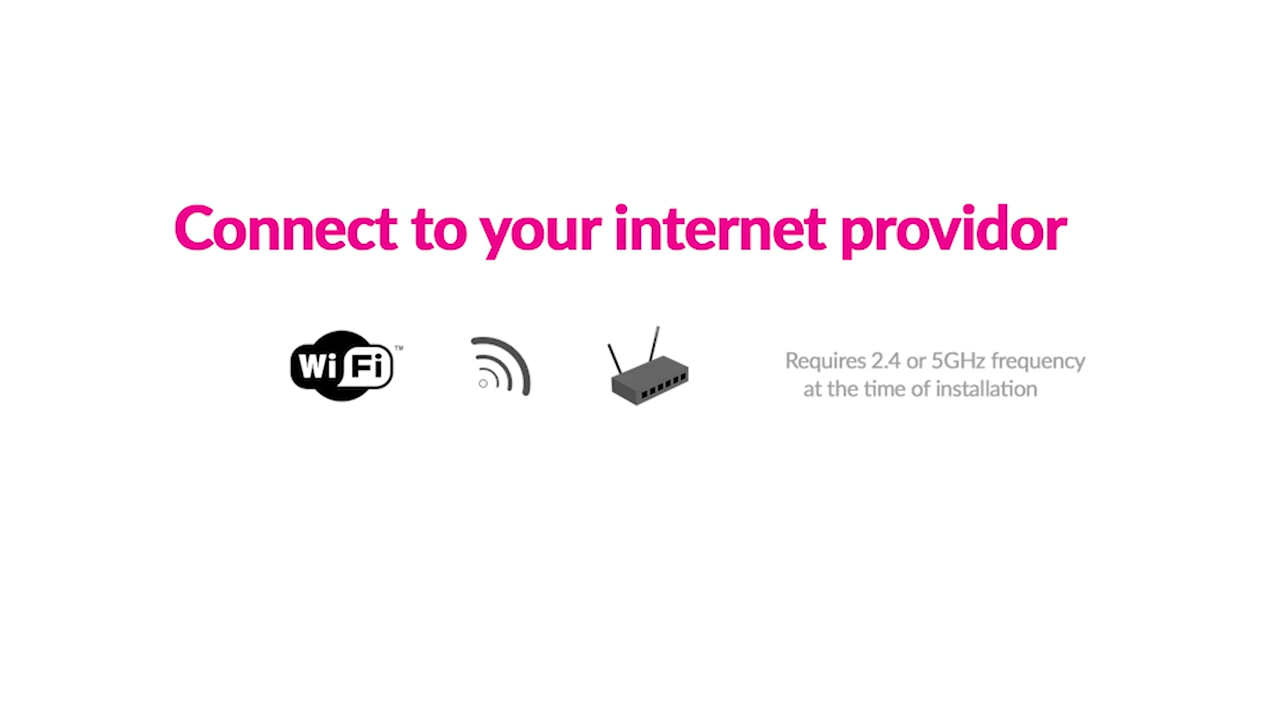 Connect to your internet providor
WiFi™
Requires 2.4 or 5GHz frequency
at the time of installation